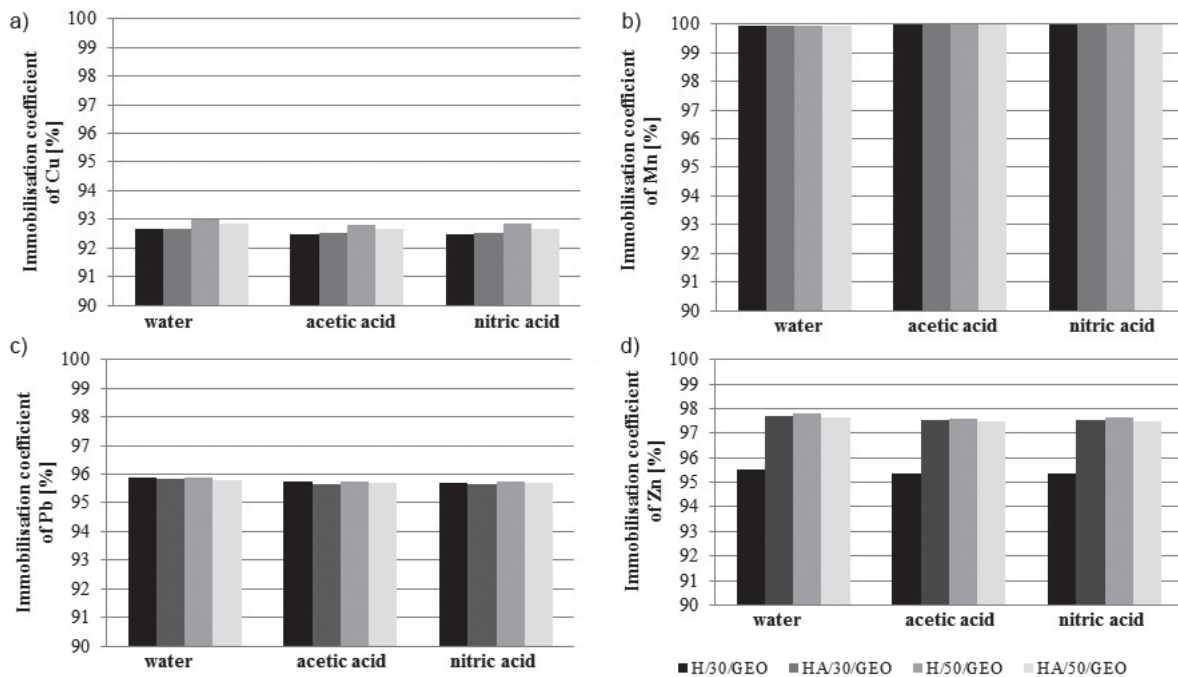 a)
Immobilisation coefficient
of Cu [%]
100
99
98
97
96
95
94
93
92
91
90
water acetic acid nitric acid
b)
Immobilisation coefficient
of Mn [%]
100
99
98
97
96
95
94
93
92
91
90
water acetic acid nitric acid
c)
Immobilisation coefficient
of Pb [%]
100
99
98
97
96
95
94
93
92
91
90
water acetic acid nitric acid
d)
Immobilisation coefficient
of Zn [%]
100
99
98
97
96
95
94
93
92
91
90
water acetic acid nitric acid
H/30/GEO HA/30/GEO H/50/GEO HA/50/GEO